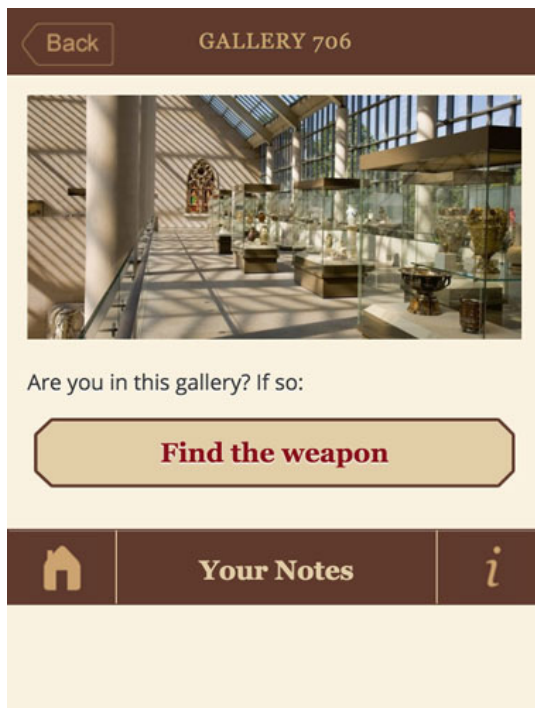 Back
GALLERY 706
Are you in this gallery? If so:
Find the weapon
Your Notes
i